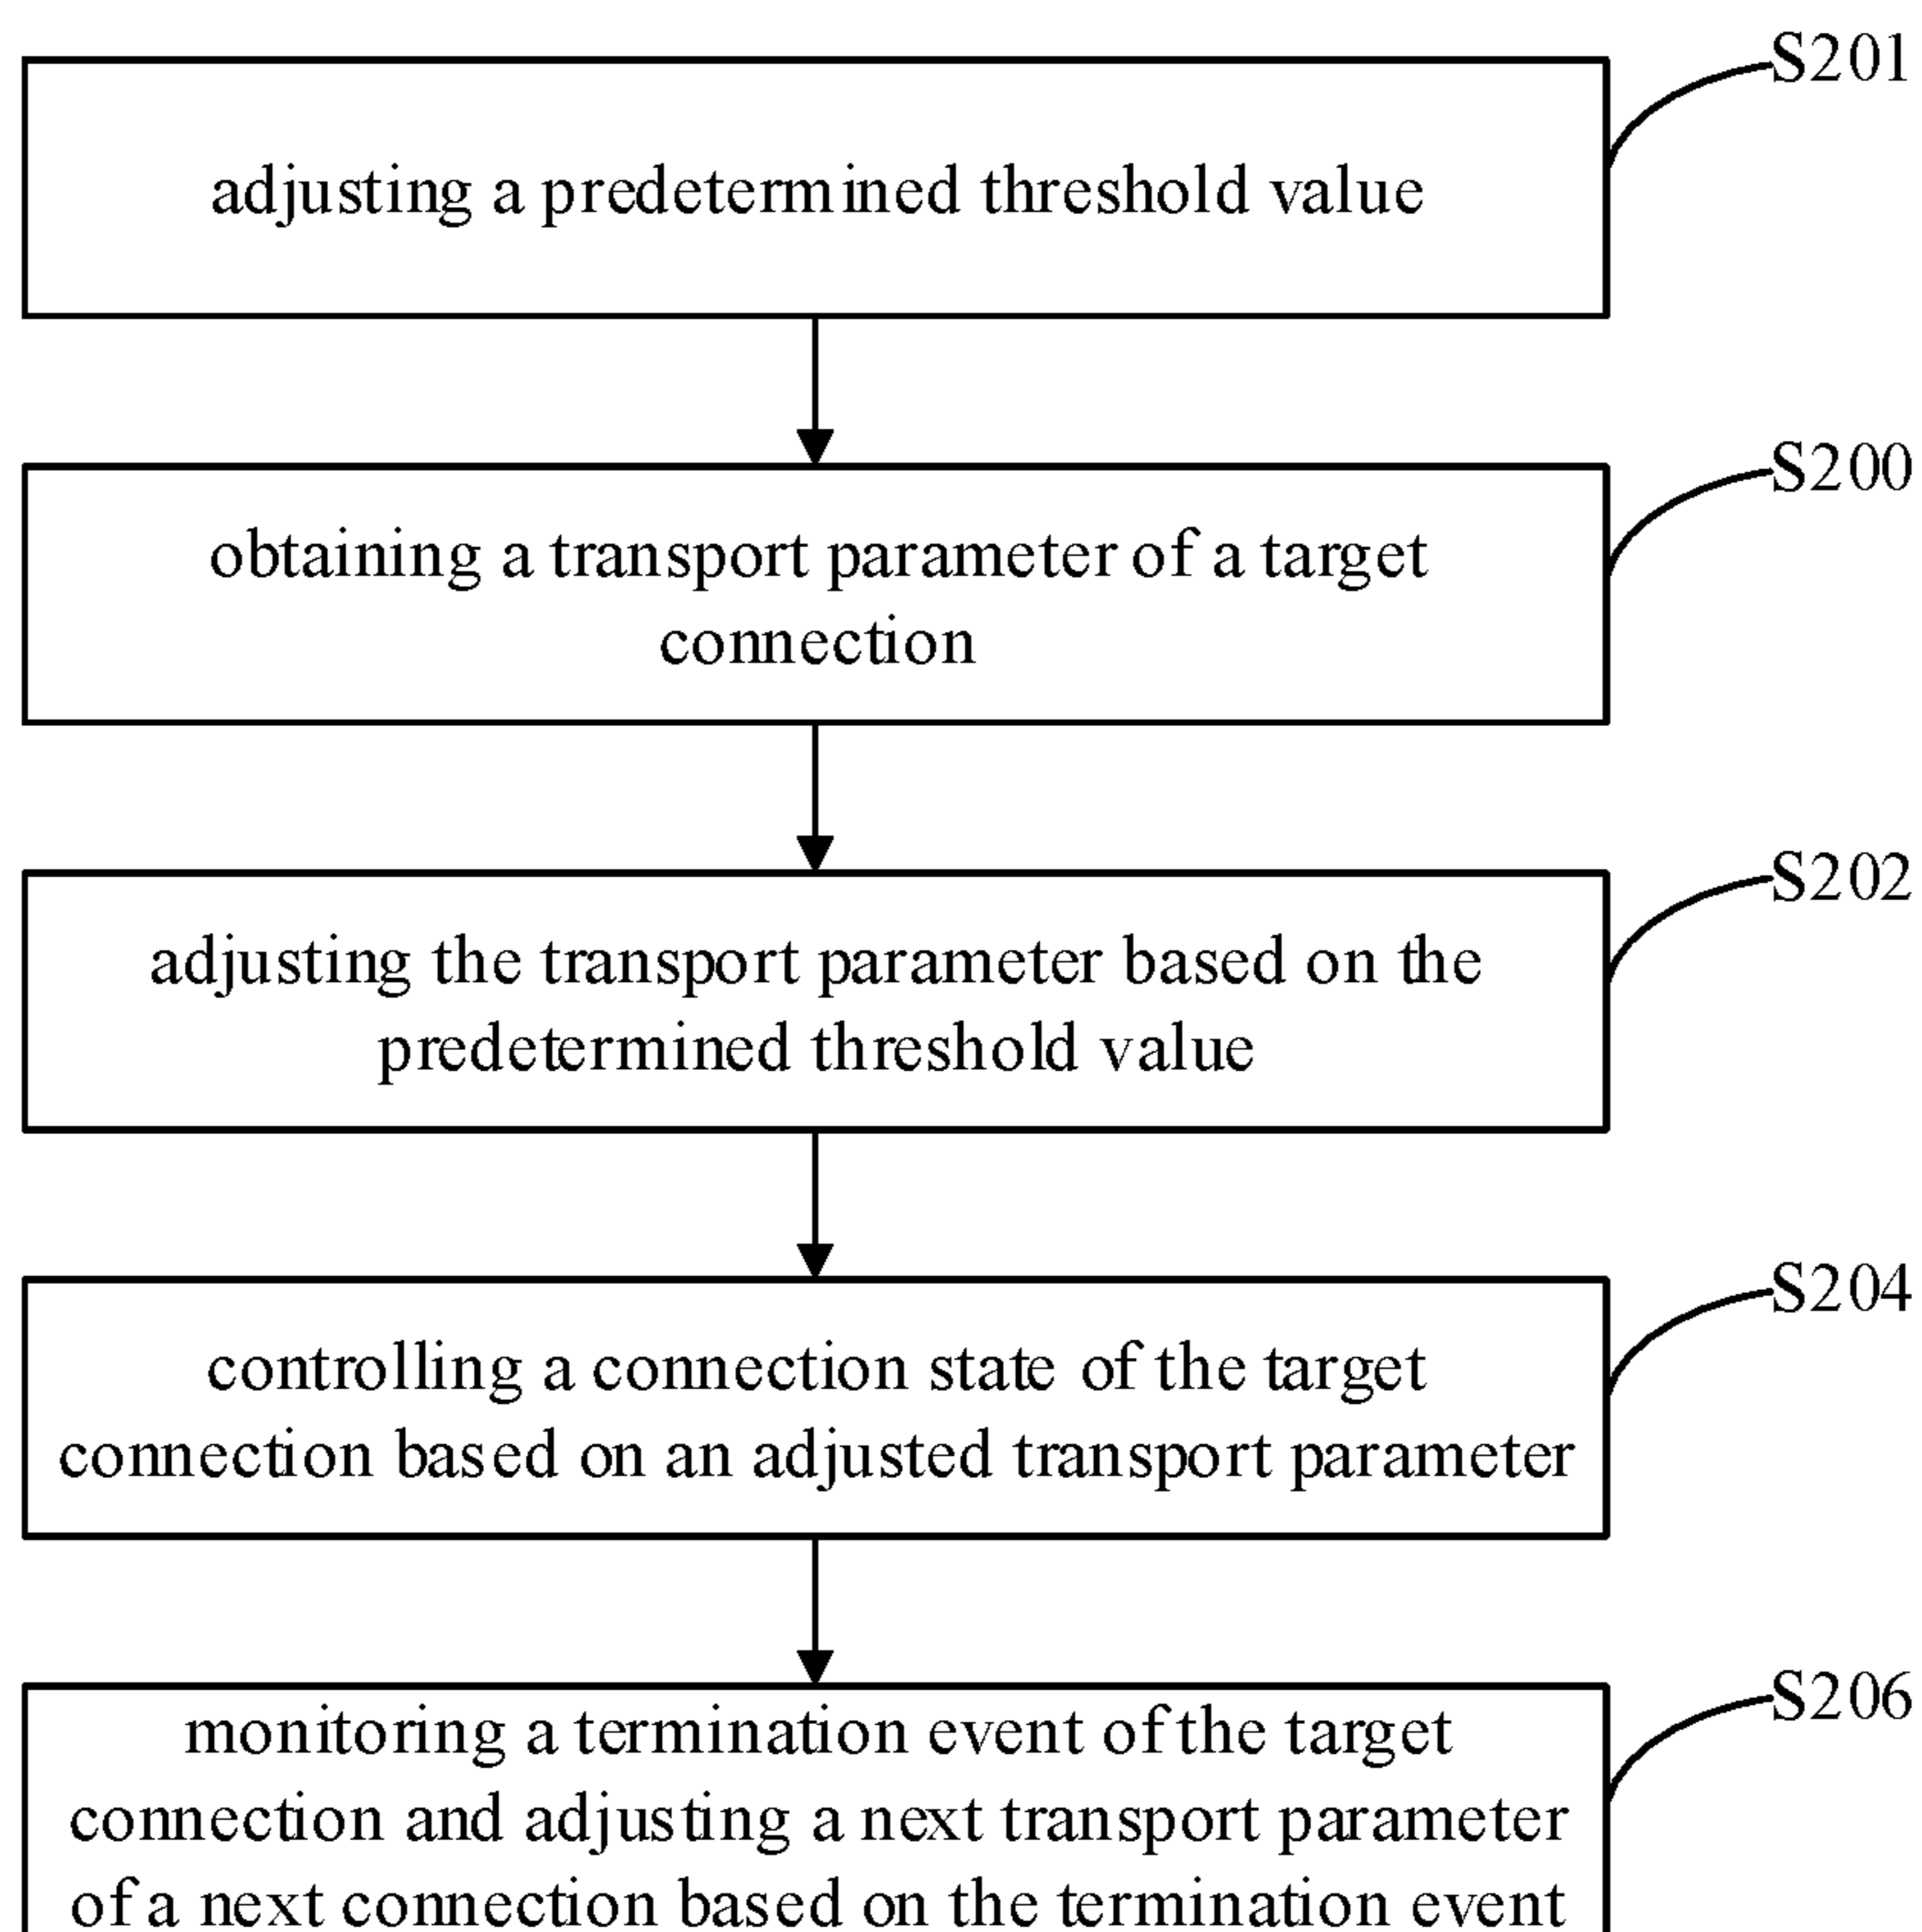 S201
adjusting a predetermined threshold value
S200
obtaining a transport parameter of a target
connection
S202
adjusting the transport parameter based on the
predetermined threshold value
S204
controlling a connection state of the target
connection based on an adjusted transport parameter
S206
monitoring a termination event of the target
connection and adjusting a next transport parameter
of a next connection based on the termination event